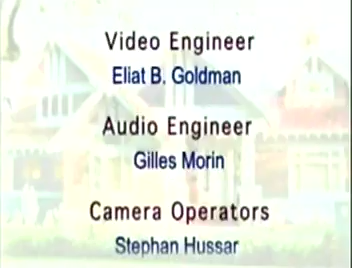 Video Engineer
Eliat B. Goldman
Audio Engineer
Gilles Morin
Camera Operators
Stephan Hussar